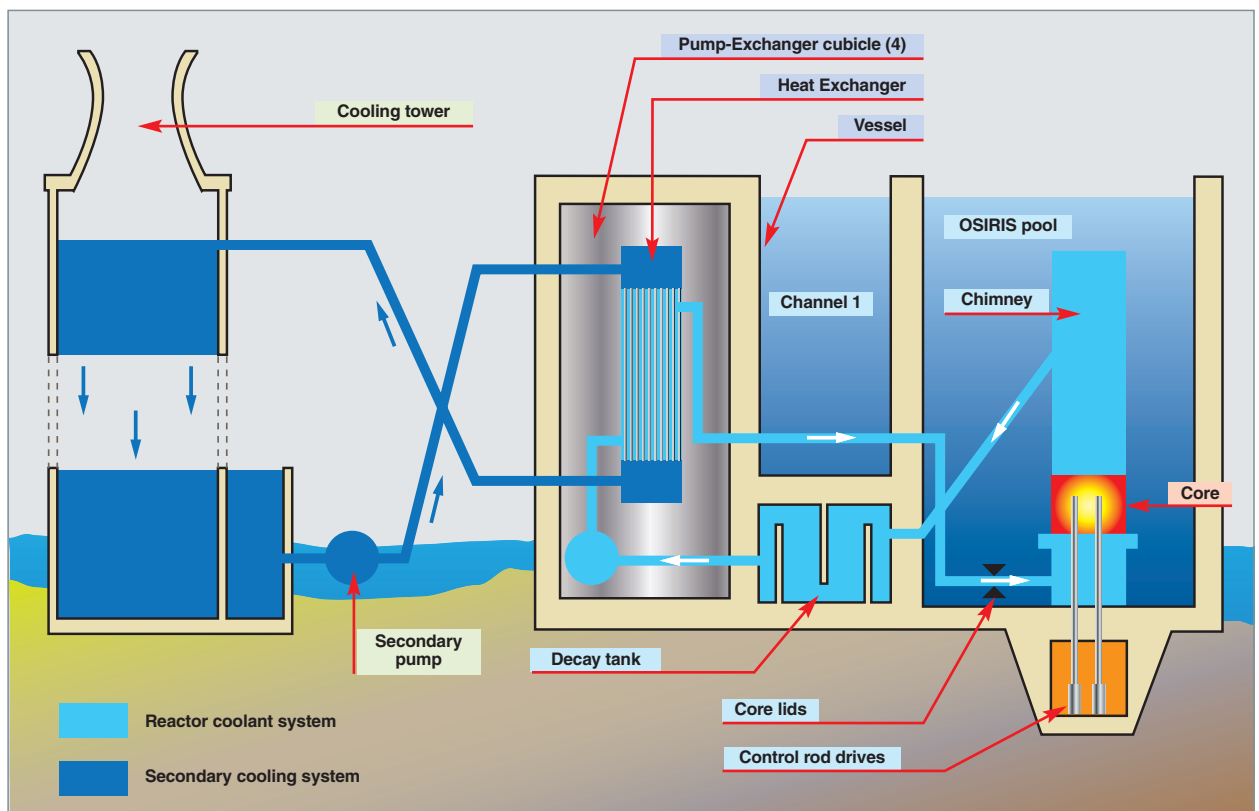 Pump-Exchanger cubicle (4)
Heat Exchanger
Cooling tower
Vessel
OSIRIS pool
Channel 1
Chimney
Core
Secondary
pump
Decay tank
Core lids
Reactor coolant system
Control rod drives
Secondary cooling system